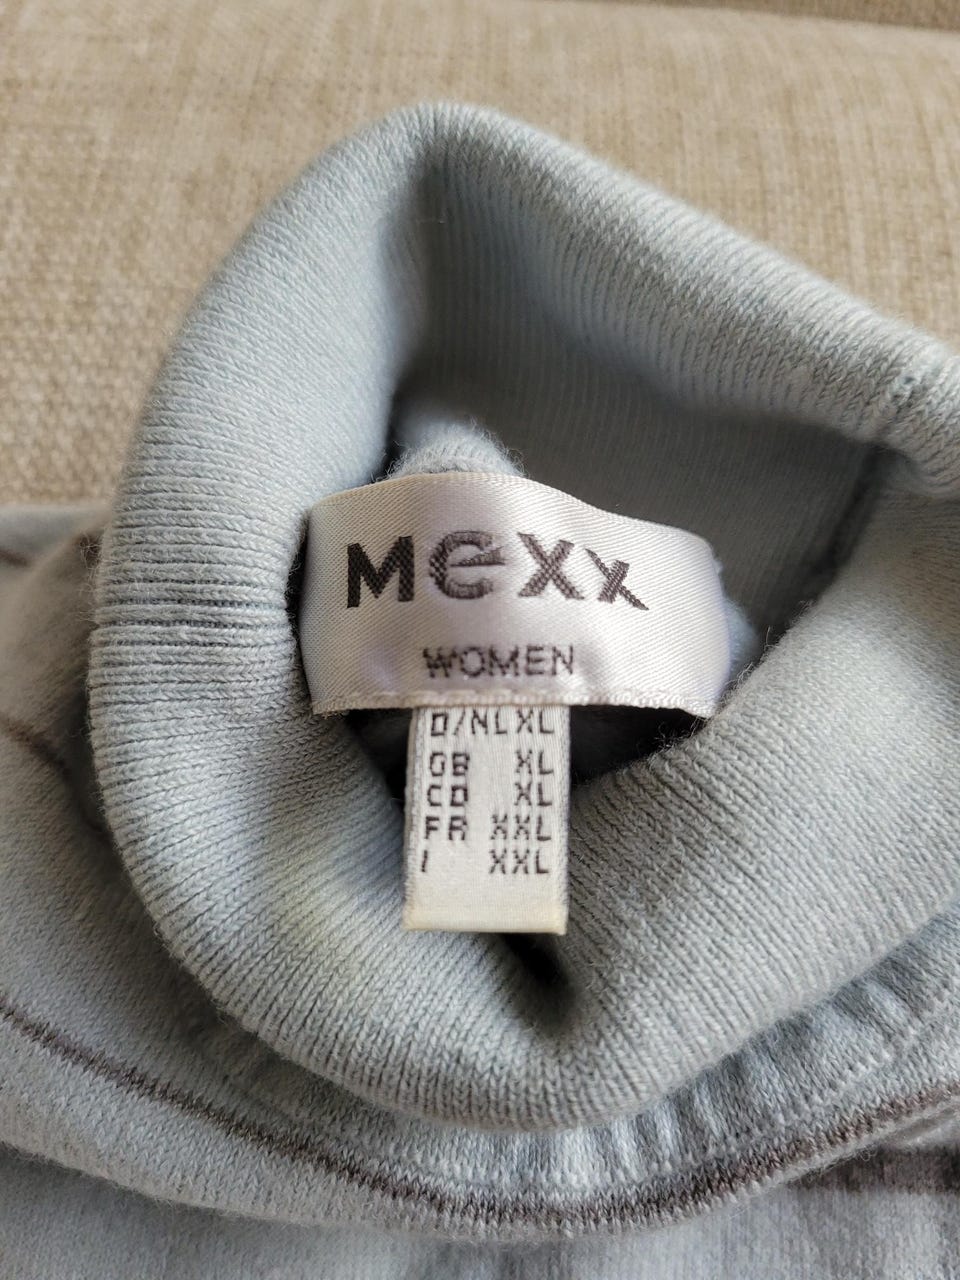 MEXX
WOMEN
D/NL XL
GB XL
CD XL
FR XXL
I XXL